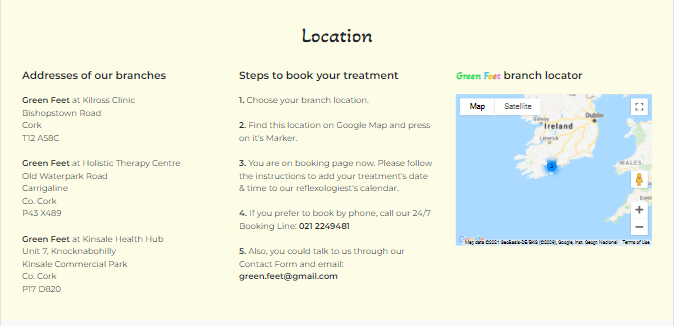 Location
Addresses of our branches
Green Feet at Kilross Clinic
Bishopstown Road
Cork
T12 A58C
Green Feet at Holistic Therapy Centre
Old Waterpark Road
Carrigaline
Co. Cork
P43 X489
Green Feet at Kinsale Health Hub
Unit 7, Knocknabohilly
Kinsale Commercial Park
Co. Cork
P17 D820
Steps to book your treatment
1. Choose your branch location.
2. Find this location on Google Map and press
on it's Marker.
3. You are on booking page now. Please follow
the instructions to add your treatment's date
& time to our reflexologiest's calendar.
4. If you prefer to book by phone, call our 24/7
Booking Line: 021 2249481
5. Also, you could talk to us through our
Contact Form and email:
green.feet@gmail.com
Green Feet branch locator
Map Satellite
Dublin
Galway
Ireland
Limerick
WALES
3
Google
Map data ©2021 GeoBasis-DE/BKG (©2009), Google, Inst. Geogr. Nacional Terms of Use